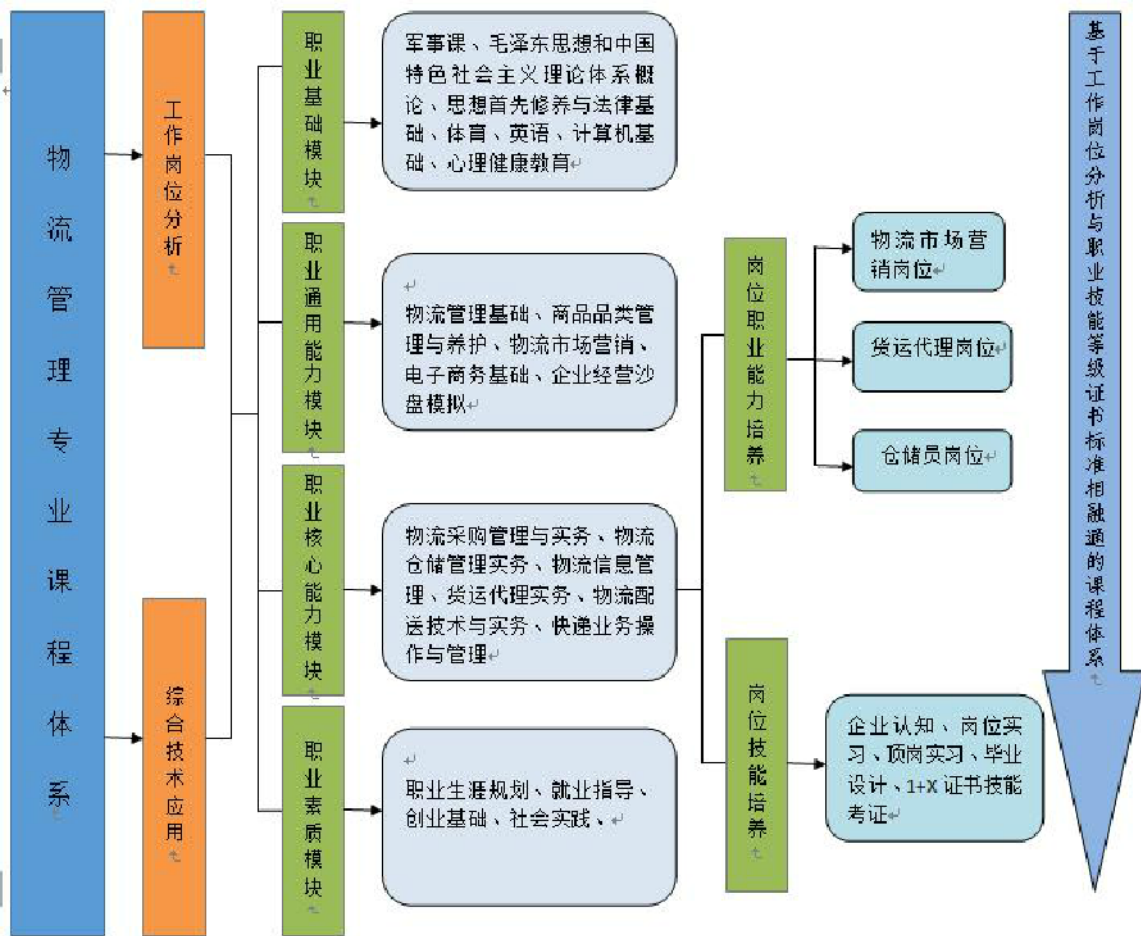 物流管理专业课程体系
工作岗位分析
综合技术应用
职业基础模块
军事课、毛泽东思想和中国
特色社会主义理论体系概
论、思想首先修养与法律基
础、体育、英语、计算机基
础、心理健康教育
职业通用能力模块
物流管理基础、商品品类管
理与养护、物流市场营销、
电子商务基础、企业经营沙
盘模拟
职业核心能力模块
物流采购管理与实务、物流
仓储管理实务、物流信息管
理、货运代理实务、物流配
送技术与实务、快递业务操
作与管理
职业素质模块
职业生涯规划、就业指导、
创业基础、社会实践、
岗位职业能力培养
物流市场营
销岗位
货运代理岗位
仓储员岗位
岗位技能培养
企业认知、岗位实
习、顶岗实习、毕业
设计、1+X 证书技能
考证
基于工作岗位分析与职业技能等级证书标准相融通的课程体系